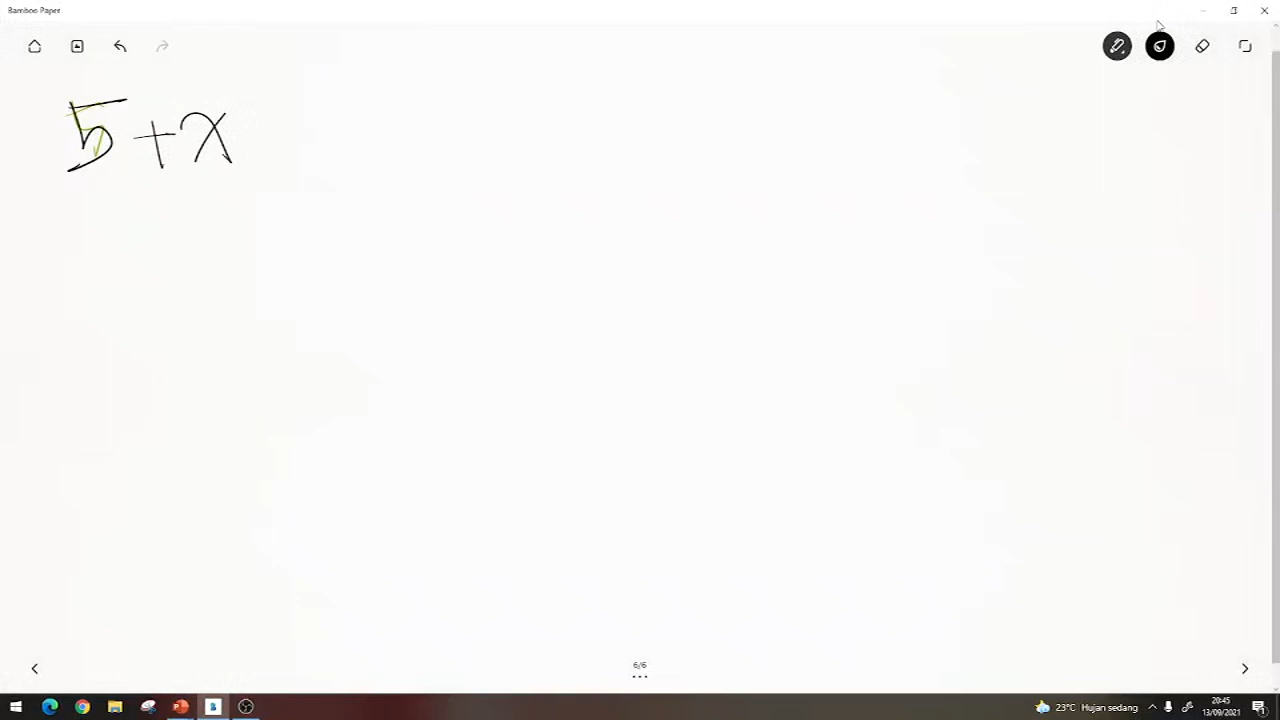 Bamboo Paper
5+x
6/6
23°C Hujan sedang
20:45
13/09/2021